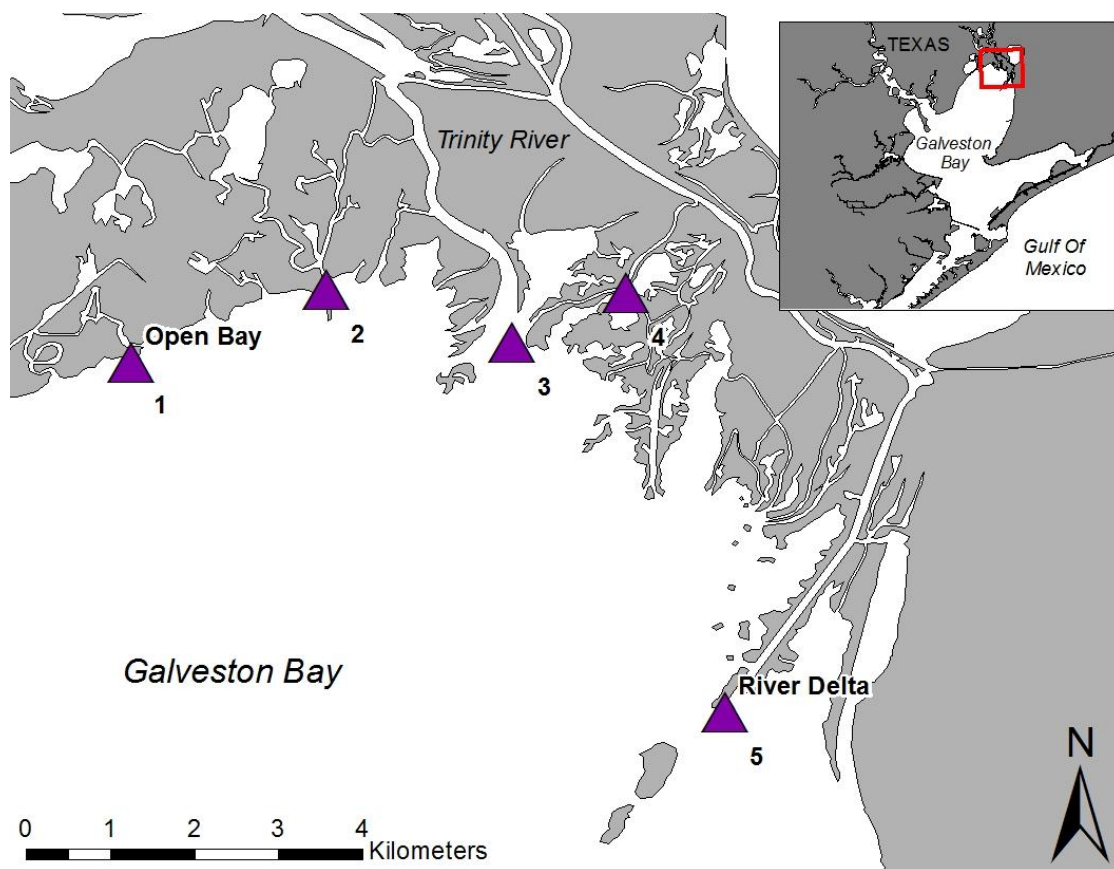 TEXAS
Galveston
Bay
Gulf Of
Mexico
Trinity River
Open Bay
1
2
3
4
Galveston Bay
River Delta
5
N
0 1 2 3 4
Kilometers